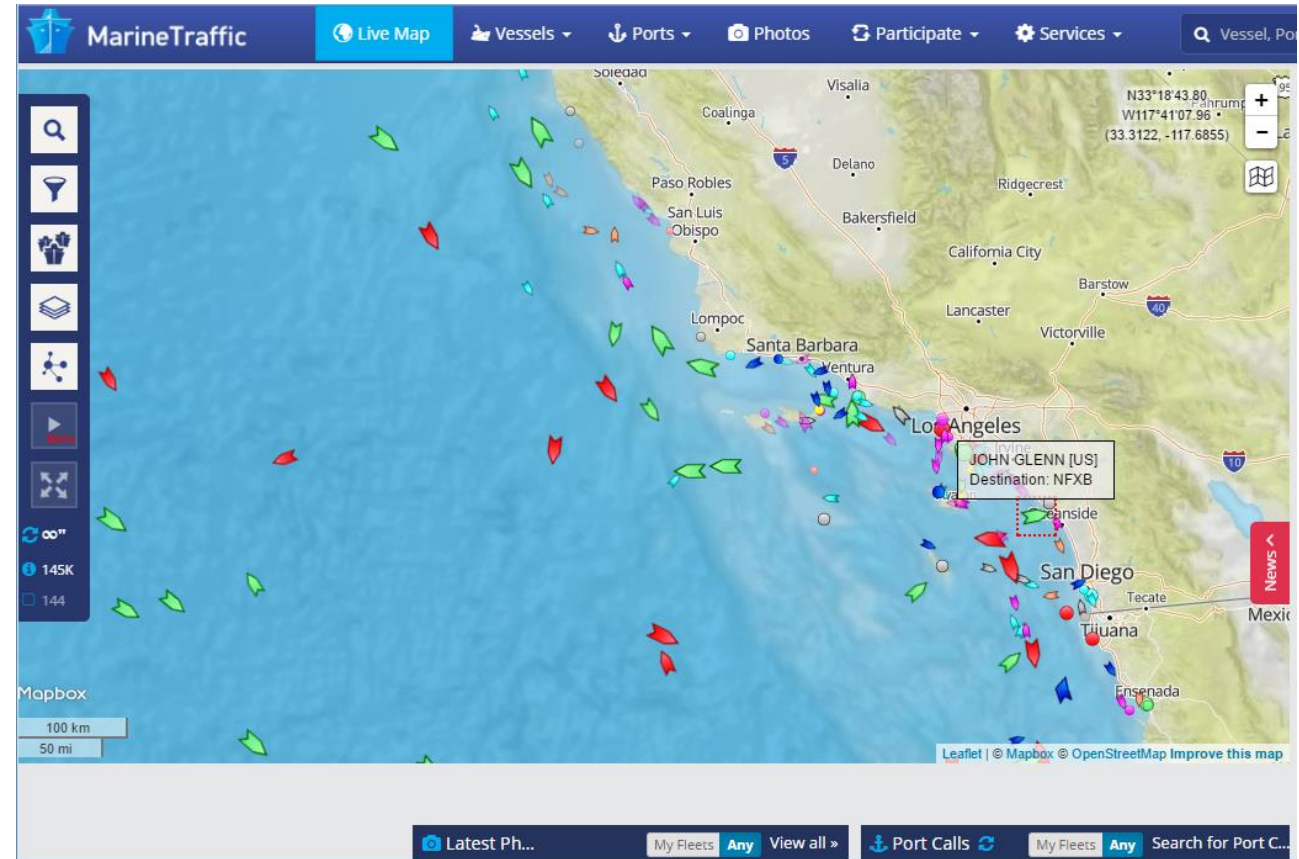 MarineTraffic
Live Map
Vessels
Ports
Photos
Participate
Services
Soledad
Visalia
Coalinga
N33°18'43.80
W117°41'07.96
(33.3122, -117.6855)
+
−
5
Delano
Paso Robles
Ridgecrest
San Luis
Obispo
Bakersfield
California City
Barstow
40
Lompoc
Lancaster
Victorville
Santa Barbara
Ventura
Los Angeles
Irvine
JOHN GLENN [US]
Destination: NFXB
10
Oceanside
∞"
145K
144
San Diego
News
Tecate
Tijuana
Ensenada
Mapbox
100 km
50 mi
Leaflet | © Mapbox © OpenStreetMap Improve this map
Latest Ph...
My Fleets
Any
View all »
Port Calls
My Fleets
Any
Search for Port C...